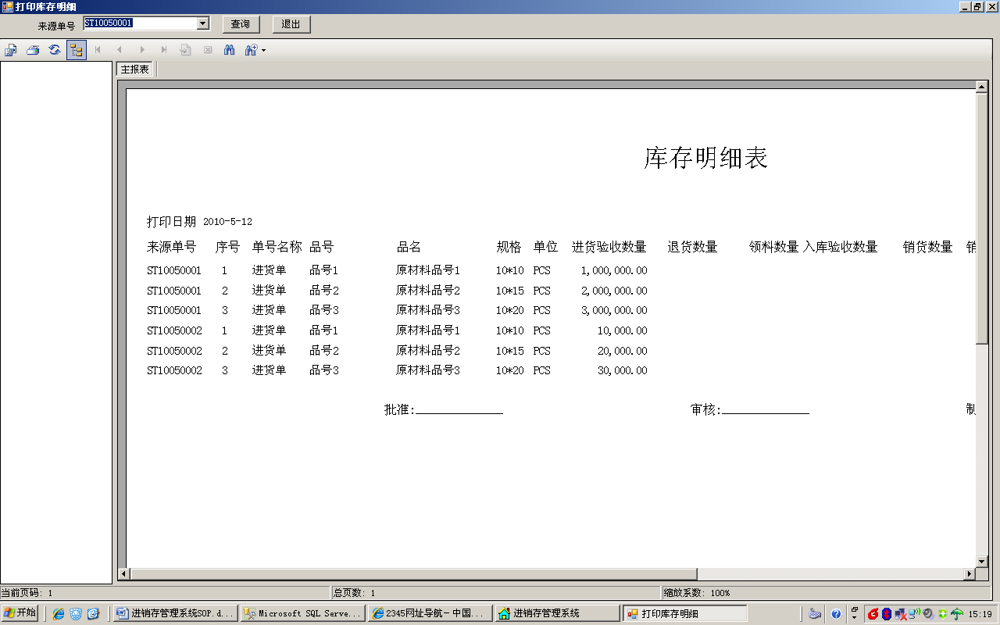 打印库存明细
来源单号 ST10050001 查询 退出
主报表
库存明细表
打印日期 2010-5-12
来源单号 序号 单号名称 品号 品名 规格 单位 进货验收数量 退货数量 领料数量 入库验收数量 销货数量 销
ST10050001 1 进货单 品号1 原材料品号1 10*10 PCS 1,000,000.00
ST10050001 2 进货单 品号2 原材料品号2 10*15 PCS 2,000,000.00
ST10050001 3 进货单 品号3 原材料品号3 10*20 PCS 3,000,000.00
ST10050002 1 进货单 品号1 原材料品号1 10*10 PCS 10,000.00
ST10050002 2 进货单 品号2 原材料品号2 10*15 PCS 20,000.00
ST10050002 3 进货单 品号3 原材料品号3 10*20 PCS 30,000.00
批准: 审核: 制
当前页码: 1 总页数: 1 缩放系数: 100%
开始 进销存管理系统SOP.d... Microsoft SQL Serve... 2345网址导航－中国... 进销存管理系统 打印库存明细 15:19